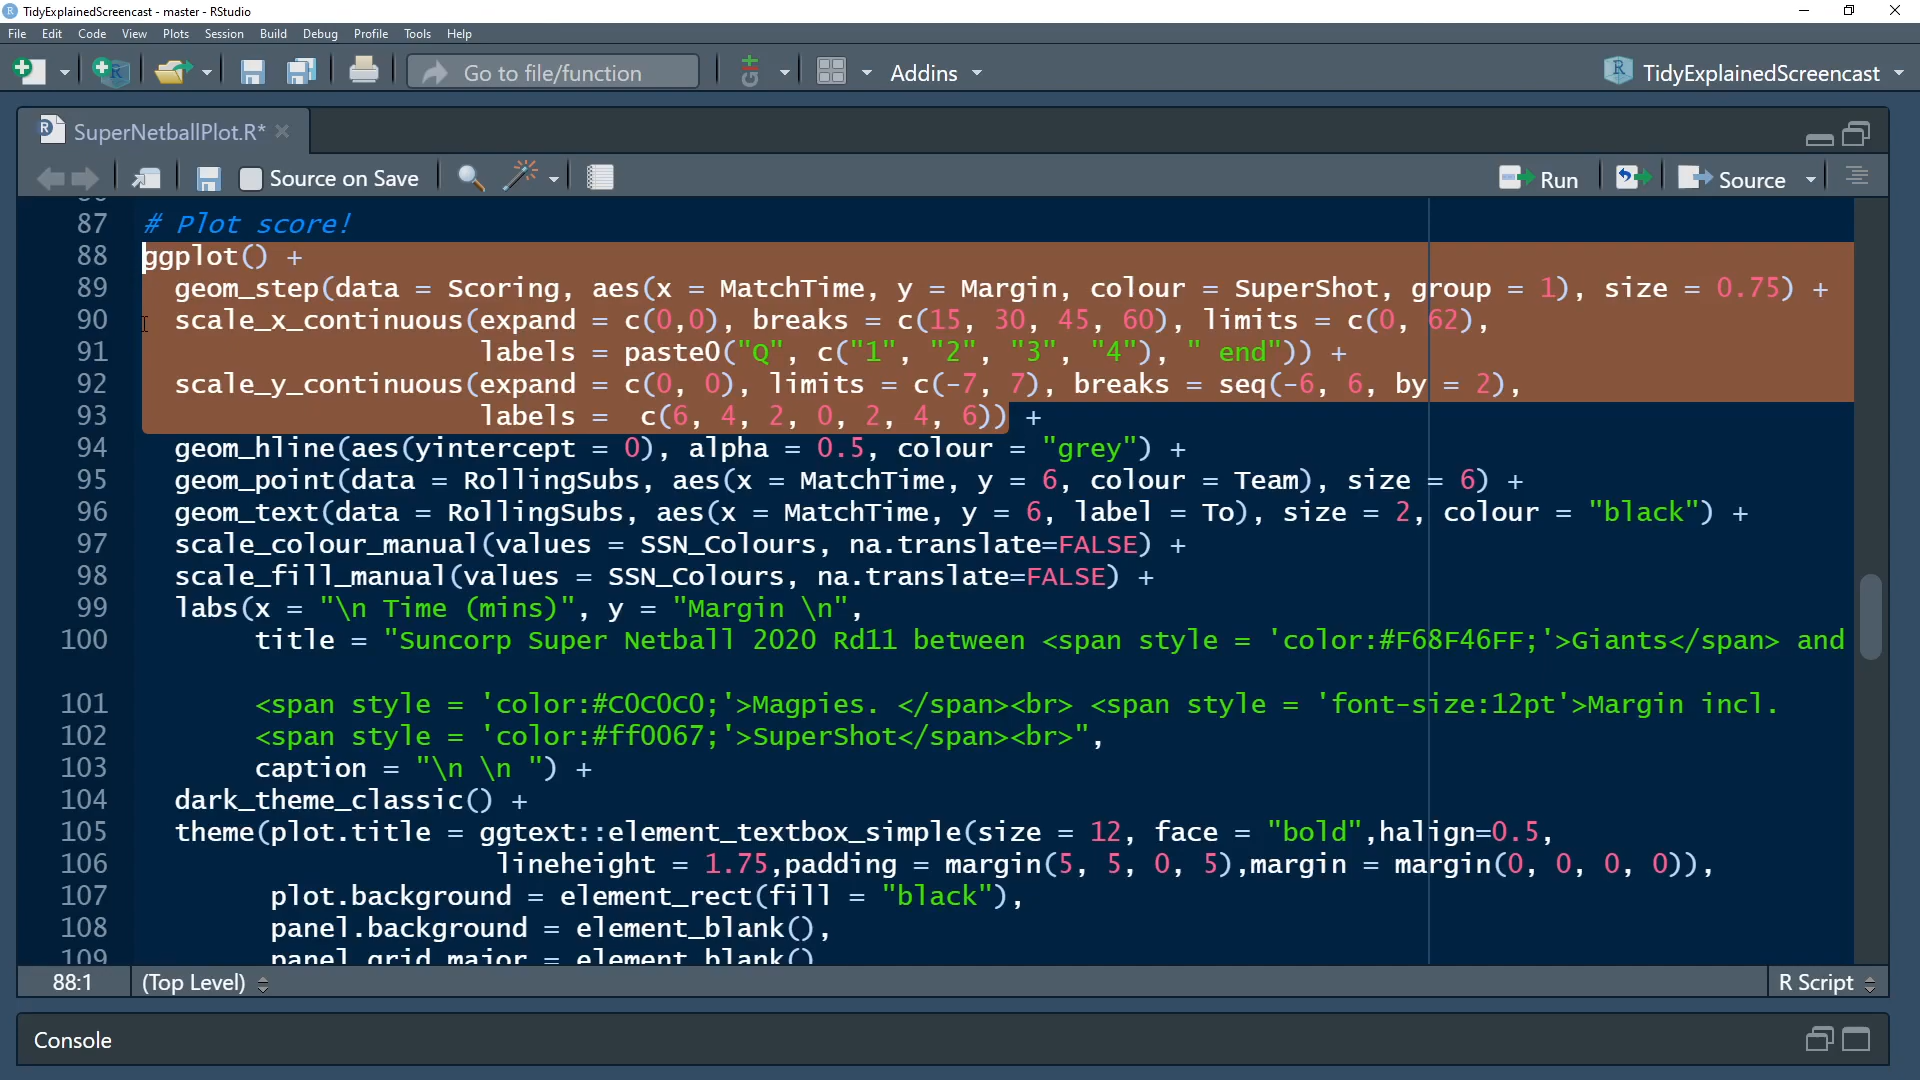 TidyExplainedScreencast - master - RStudio
File Edit Code View Plots Session Build Debug Profile Tools Help
Go to file/function
Addins
TidyExplainedScreencast
SuperNetballPlot.R*
Source on Save
Run
Source
87 # Plot score!
88 ggplot() +
89 geom_step(data = Scoring, aes(x = MatchTime, y = Margin, colour = SuperShot, group = 1), size = 0.75) +
90 scale_x_continuous(expand = c(0,0), breaks = c(15, 30, 45, 60), limits = c(0, 62),
91 labels = paste0("Q", c("1", "2", "3", "4"), " end")) +
92 scale_y_continuous(expand = c(0, 0), limits = c(-7, 7), breaks = seq(-6, 6, by = 2),
93 labels =  c(6, 4, 2, 0, 2, 4, 6)) +
94 geom_hline(aes(yintercept = 0), alpha = 0.5, colour = "grey") +
95 geom_point(data = RollingSubs, aes(x = MatchTime, y = 6, colour = Team), size = 6) +
96 geom_text(data = RollingSubs, aes(x = MatchTime, y = 6, label = To), size = 2, colour = "black") +
97 scale_colour_manual(values = SSN_Colours, na.translate=FALSE) +
98 scale_fill_manual(values = SSN_Colours, na.translate=FALSE) +
99 labs(x = "\n Time (mins)", y = "Margin \n",
100 title = "Suncorp Super Netball 2020 Rd11 between <span style = 'color:#F68F46FF;'>Giants</span> and
101 <span style = 'color:#C0C0C0;'>Magpies. </span><br> <span style = 'font-size:12pt'>Margin incl.
102 <span style = 'color:#ff0067;'>SuperShot</span><br>",
103 caption = "\n \n ") +
104 dark_theme_classic() +
105 theme(plot.title = ggtext::element_textbox_simple(size = 12, face = "bold",halign=0.5,
106 lineheight = 1.75,padding = margin(5, 5, 0, 5),margin = margin(0, 0, 0, 0)),
107 plot.background = element_rect(fill = "black"),
108 panel.background = element_blank(),
109 panel.grid.major = element_blank()
88:1 (Top Level) R Script
Console